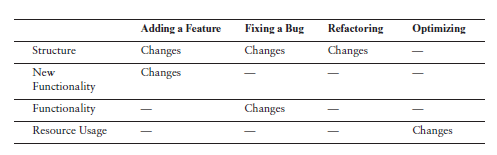 Adding a Feature Fixing a Bug Refactoring Optimizing
Structure Changes Changes Changes —
New Changes — — —
Functionality
Functionality — Changes — —
Resource Usage — — — Changes